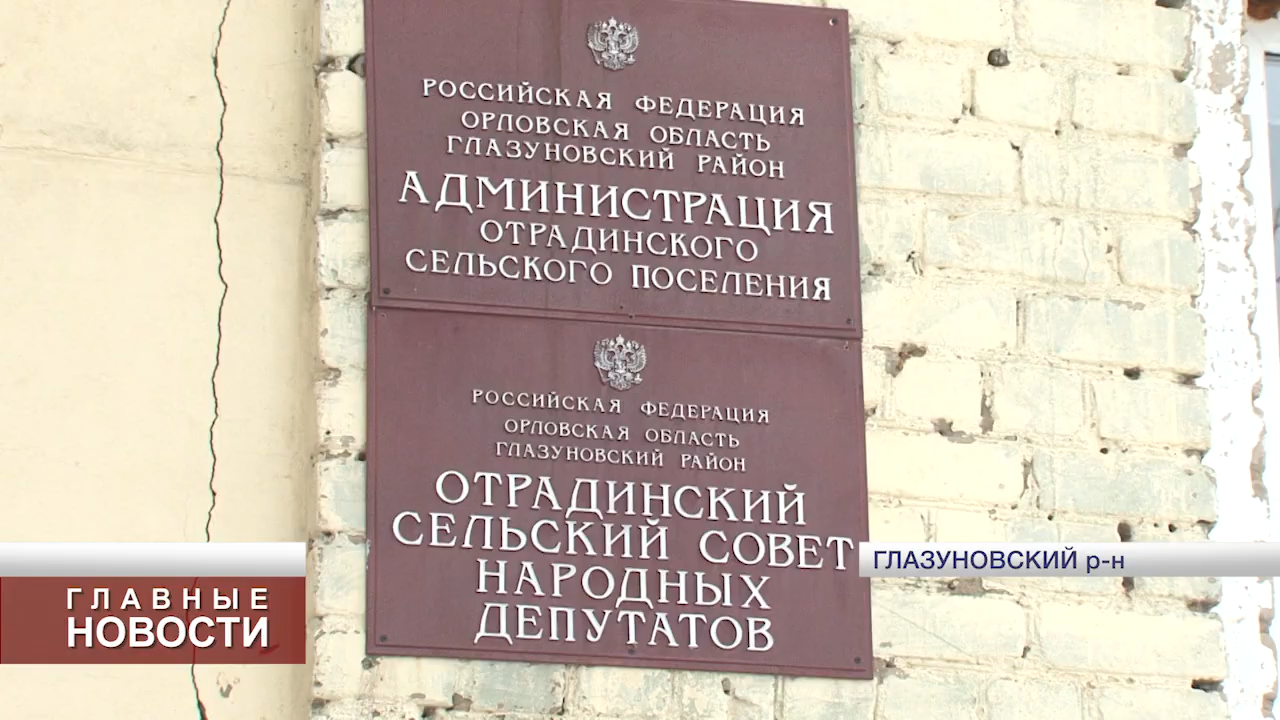 РОССИЙСКАЯ ФЕДЕРАЦИЯ
ОРЛОВСКАЯ ОБЛАСТЬ
ГЛАЗУНОВСКИЙ РАЙОН
АДМИНИСТРАЦИЯ
ОТРАДИНСКОГО
СЕЛЬСКОГО ПОСЕЛЕНИЯ
РОССИЙСКАЯ ФЕДЕРАЦИЯ
ОРЛОВСКАЯ ОБЛАСТЬ
ГЛАЗУНОВСКИЙ РАЙОН
ОТРАДИНСКИЙ
СЕЛЬСКИЙ СОВЕТ
НАРОДНЫХ
ДЕПУТАТОВ
ГЛАЗУНОВСКИЙ р-н
ГЛАВНЫЕ
НОВОСТИ